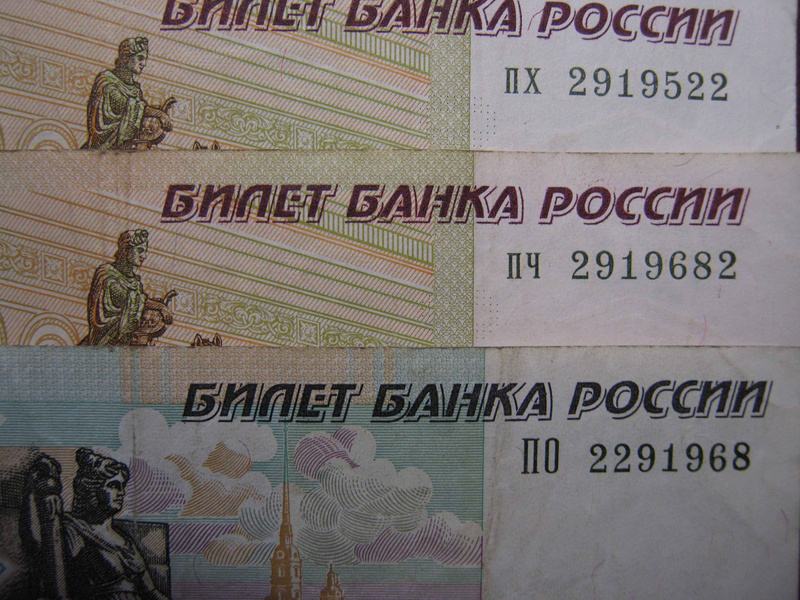 БИЛЕТ БАНКА РОССИИ
ПХ 2919522
БИЛЕТ БАНКА РОССИИ
ПЧ 2919682
БИЛЕТ БАНКА РОССИИ
ПО 2291968